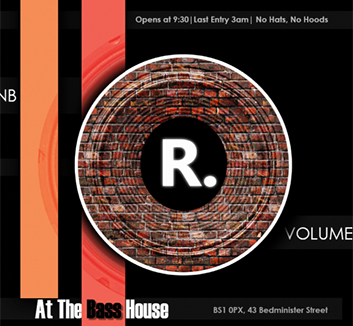 Opens at 9:30|Last Entry 3am| No Hats, No Hoods
NB
R.
VOLUME
At The Bass House
BS1 0PX, 43 Bedminister Street